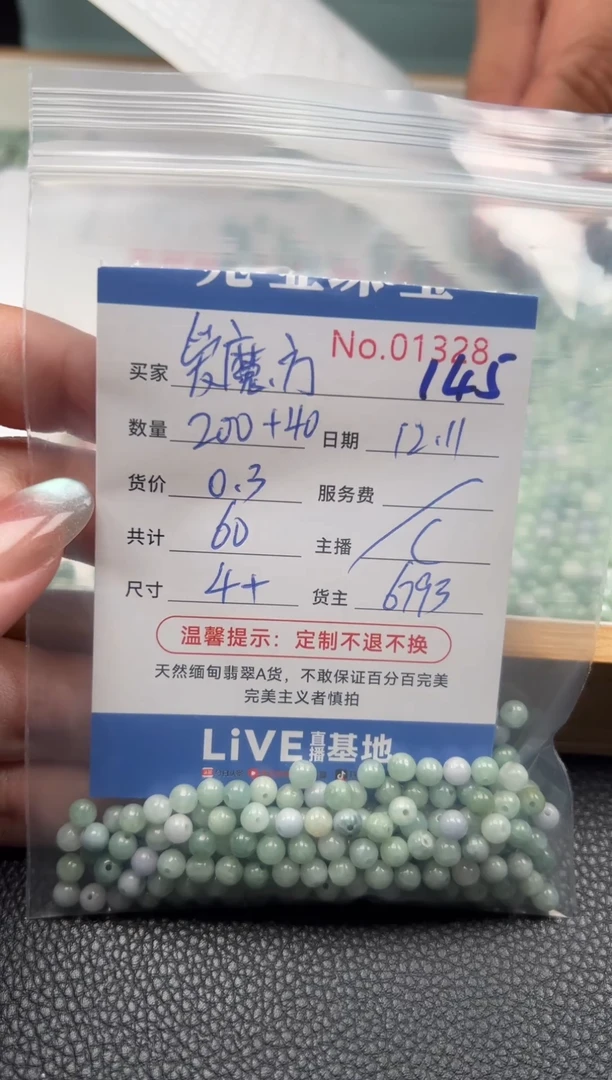 No.01328
145
买家 爱魔方
数量 200+40 日期 12.11
货价 0.3 服务费 /
共计 60 主播 C
尺寸 4+ 货主 6793
温馨提示：定制不退不换
天然缅甸翡翠A货，不敢保证百分百完美
完美主义者慎拍
LiVE直播基地